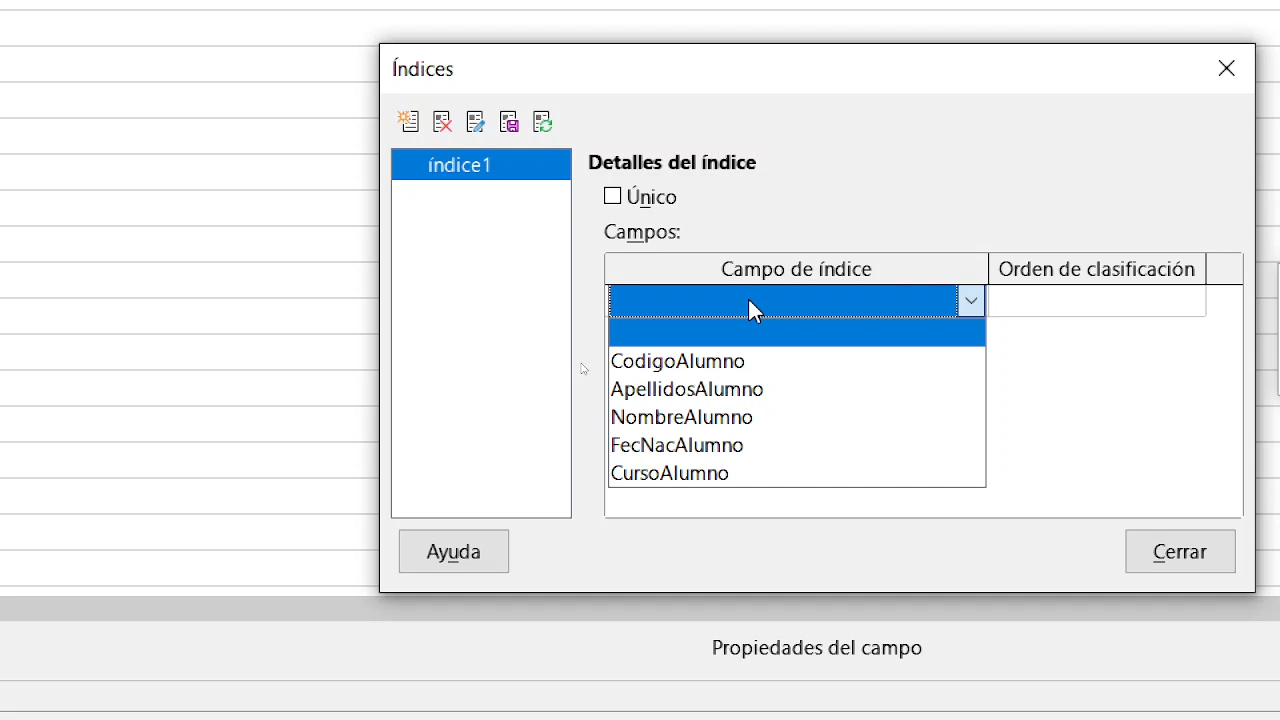 Índices
índice1
Detalles del índice
Único
Campos:
Campo de índice
Orden de clasificación
CodigoAlumno
ApellidosAlumno
NombreAlumno
FecNacAlumno
CursoAlumno
Ayuda
Cerrar
Propiedades del campo